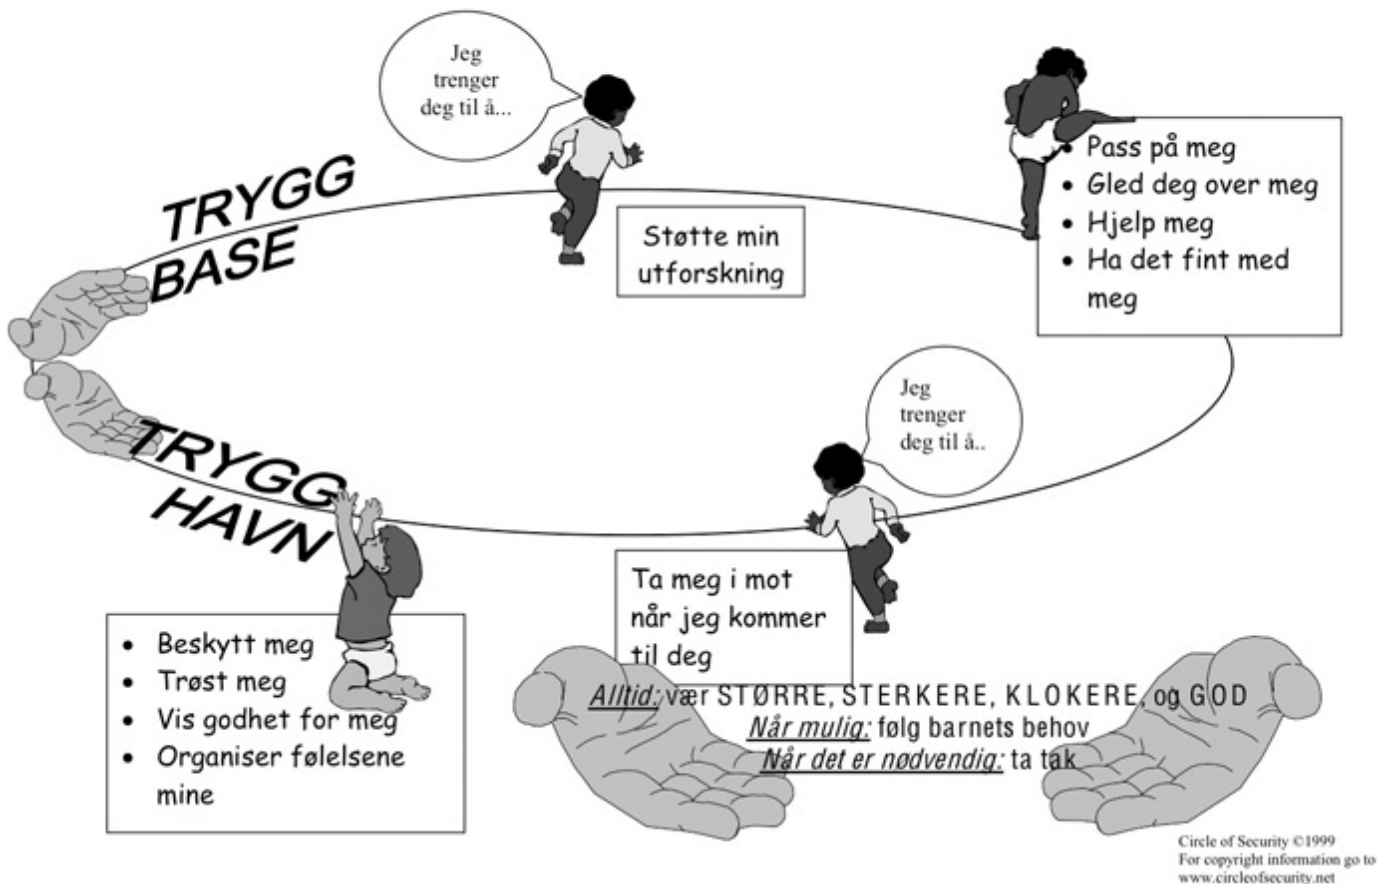 Jeg
trenger
deg til å...
TRYGG
BASE
Støtte min
utforskning
• Pass på meg
• Gled deg over meg
• Hjelp meg
• Ha det fint med
meg
Jeg
trenger
deg til å..
TRYGG
HAVN
Ta meg i mot
når jeg kommer
til deg
• Beskytt meg
• Trøst meg
• Vis godhet for meg
• Organiser følelsene
mine
Alltid: vær STØRRE, STERKERE, KLOKERE, og GOD
Når mulig: følg barnets behov
Når det er nødvendig: ta tak
Circle of Security ©1999
For copyright information go to
www.circleofsecurity.net